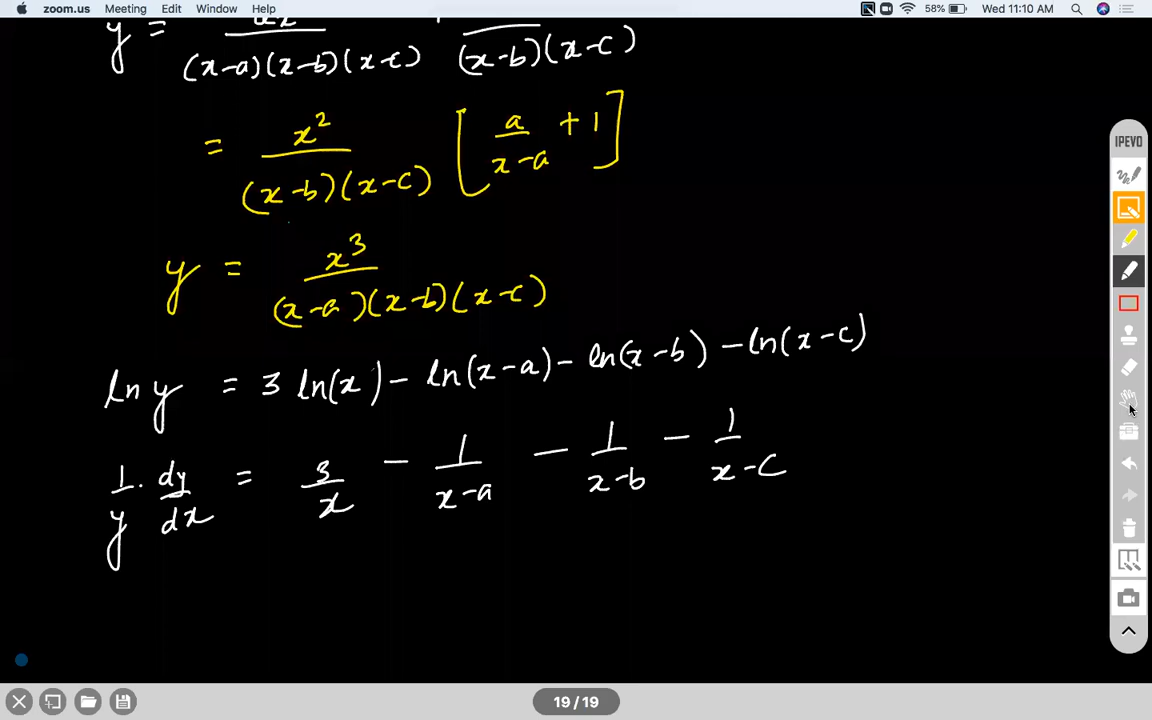 zoom.us Meeting Edit Window Help 58% Wed 11:10 AM
y =
(x-a)(x-b)(x-c) (x-b)(x-c)
= x² / (x-b)(x-c) [a / x-a + 1]
y = x³ / (x-a)(x-b)(x-c)
ln y = 3 ln(x) - ln(x-a) - ln(x-b) - ln(x-c)
1/y . dy/dx = 3/x - 1/x-a - 1/x-b - 1/x-c
IPEVO
19 / 19